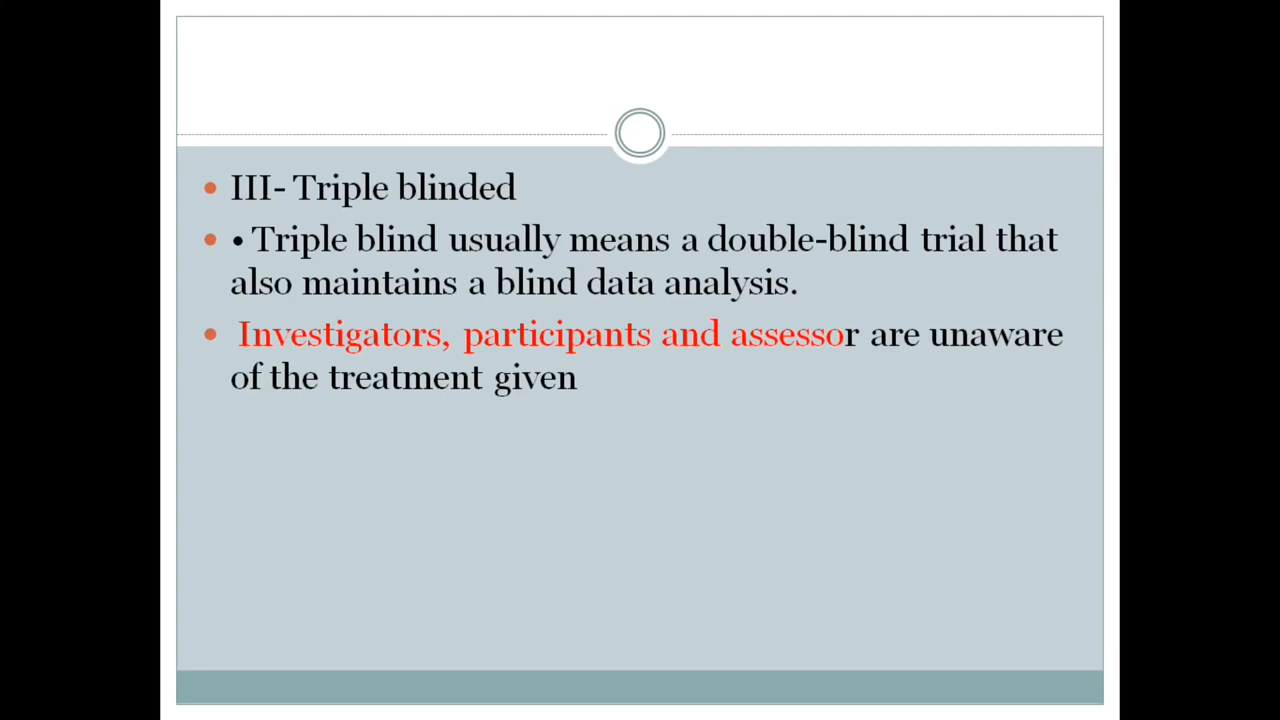 • III- Triple blinded
• • Triple blind usually means a double-blind trial that
also maintains a blind data analysis.
• Investigators, participants and assessor are unaware
of the treatment given